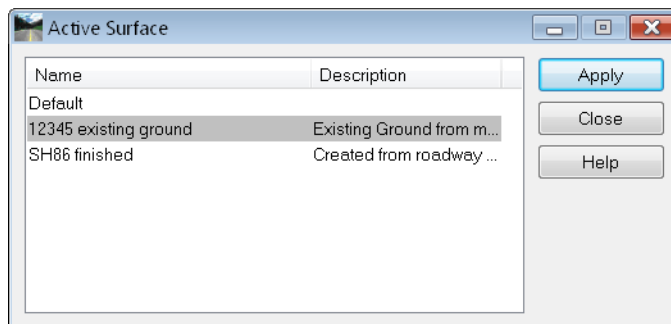 Active Surface
Name Description
Apply
Default
12345 existing ground Existing Ground from m...
Close
SH86 finished Created from roadway ...
Help